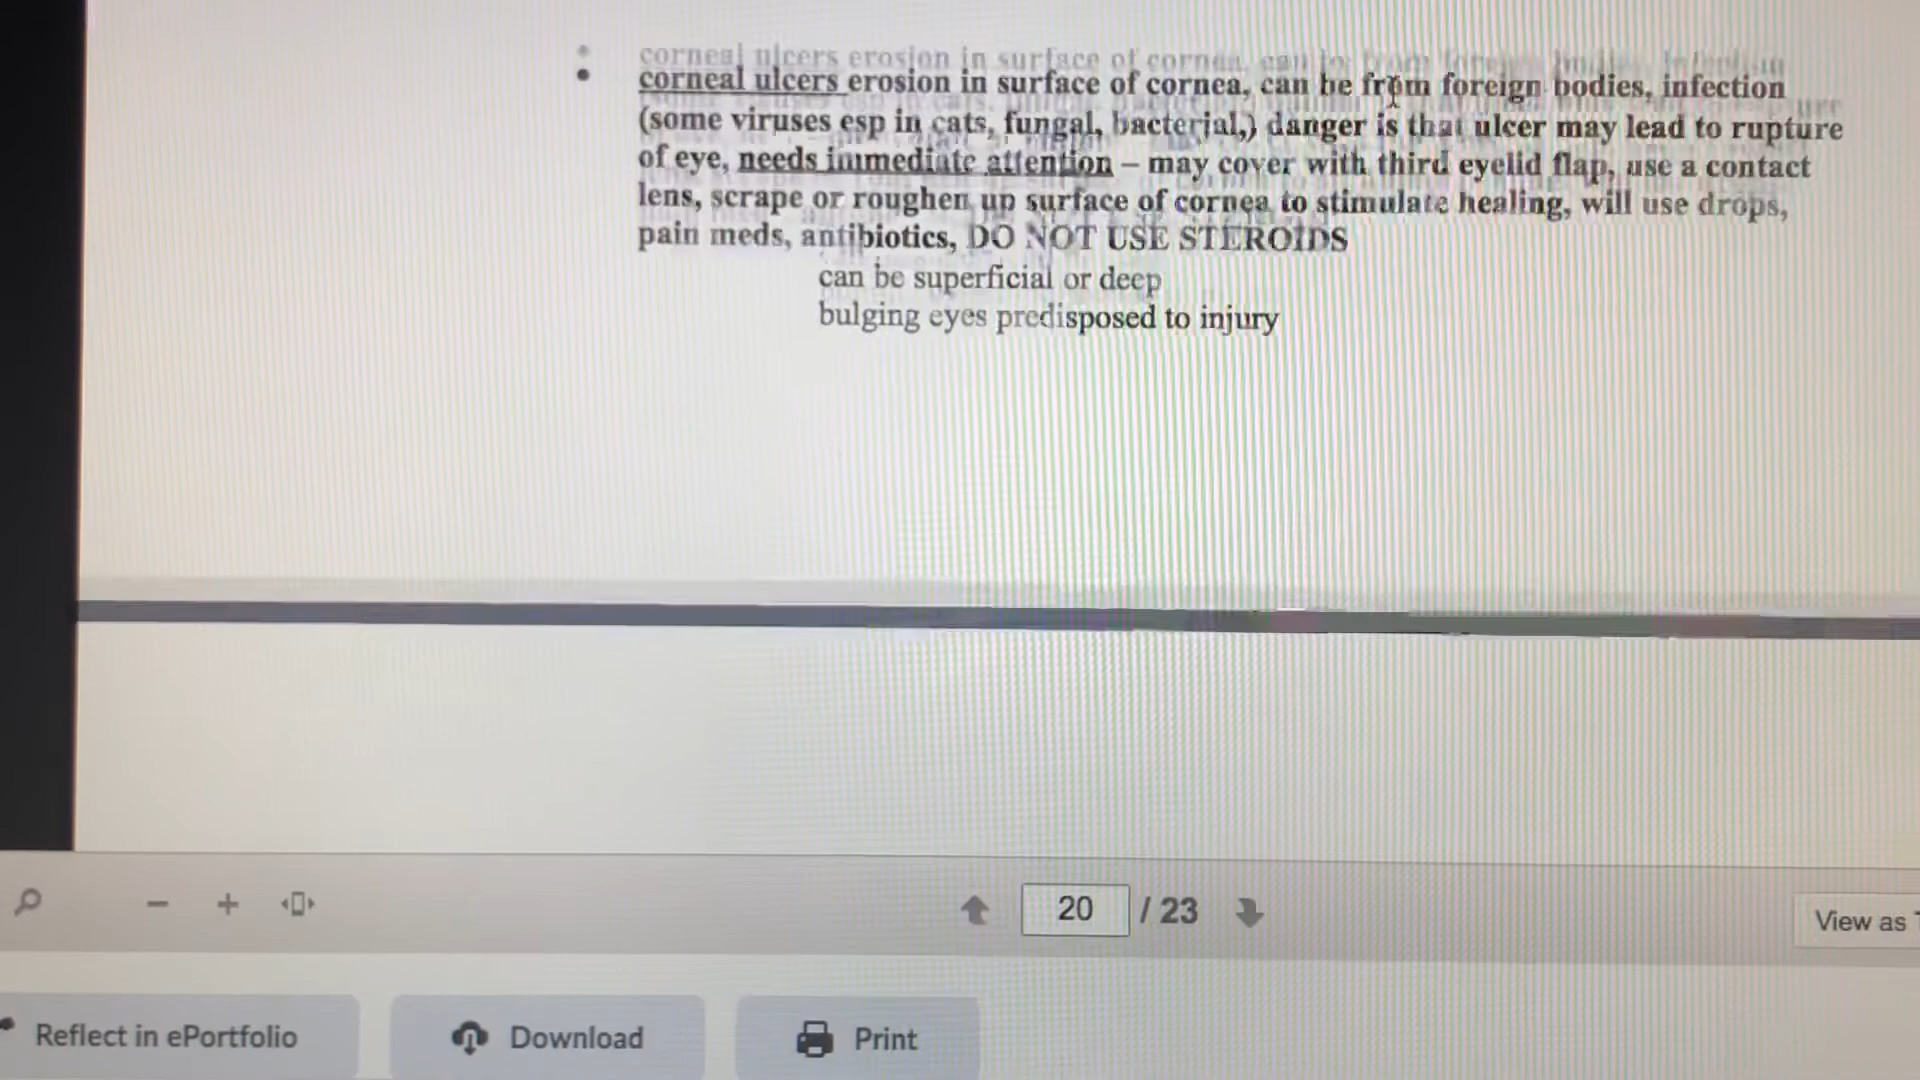 corneal ulcers erosion in surface of cornea, can be from foreign bodies, infection
(some viruses esp in cats, fungal, bacterial,) danger is that ulcer may lead to rupture
of eye, needs immediate attention – may cover with third eyelid flap, use a contact
lens, scrape or roughen up surface of cornea to stimulate healing, will use drops,
pain meds, antibiotics, DO NOT USE STEROIDS
can be superficial or deep
bulging eyes predisposed to injury
20 / 23
View as
Reflect in ePortfolio
Download
Print